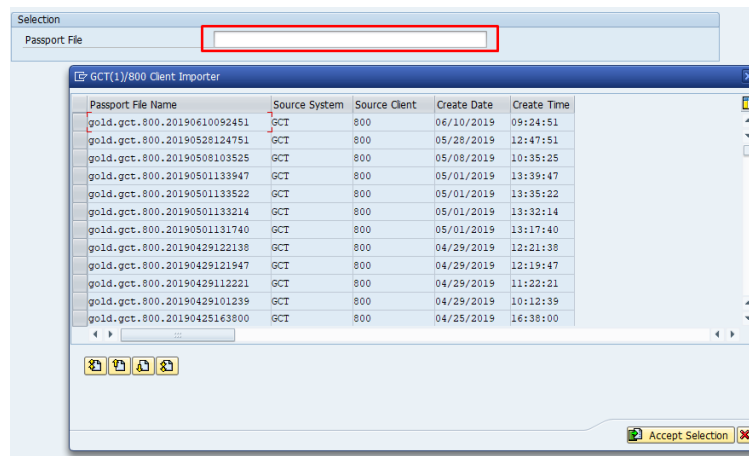 Selection
Passport File
GCT(1)/800 Client Importer
Passport File Name Source System Source Client Create Date Create Time
gold.gct.800.20190610092451 GCT 800 06/10/2019 09:24:51
gold.gct.800.20190528124751 GCT 800 05/28/2019 12:47:51
gold.gct.800.20190508103525 GCT 800 05/08/2019 10:35:25
gold.gct.800.20190501133947 GCT 800 05/01/2019 13:39:47
gold.gct.800.20190501133522 GCT 800 05/01/2019 13:35:22
gold.gct.800.20190501133214 GCT 800 05/01/2019 13:32:14
gold.gct.800.20190501131740 GCT 800 05/01/2019 13:17:40
gold.gct.800.20190429122138 GCT 800 04/29/2019 12:21:38
gold.gct.800.20190429121947 GCT 800 04/29/2019 12:19:47
gold.gct.800.20190429112221 GCT 800 04/29/2019 11:22:21
gold.gct.800.20190429101239 GCT 800 04/29/2019 10:12:39
gold.gct.800.20190425163800 GCT 800 04/25/2019 16:38:00
Accept Selection